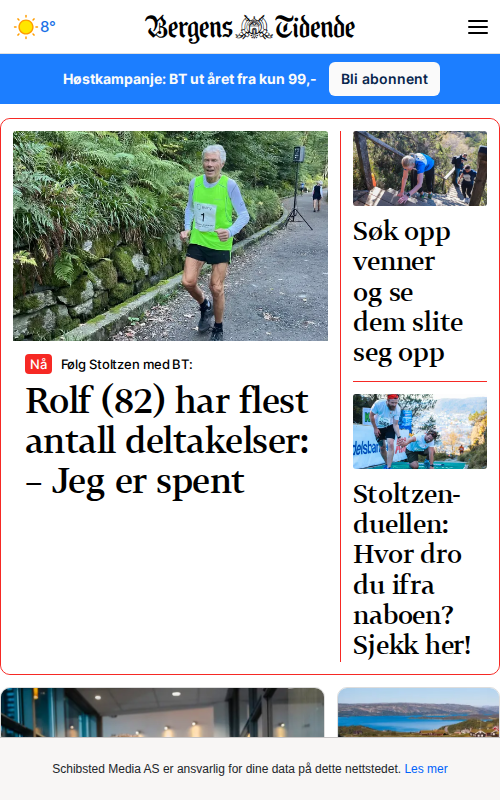 8°
Bergens Tidende
Høstkampanje: BT ut året fra kun 99,-
Bli abonnent
1
Nå
Følg Stoltzen med BT:
Rolf (82) har flest
antall deltakelser:
– Jeg er spent
Søk opp
venner
og se
dem slite
seg opp
Stoltzen-
duellen:
Hvor dro
du ifra
naboen?
Sjekk her!
Schibsted Media AS er ansvarlig for dine data på dette nettstedet. Les mer